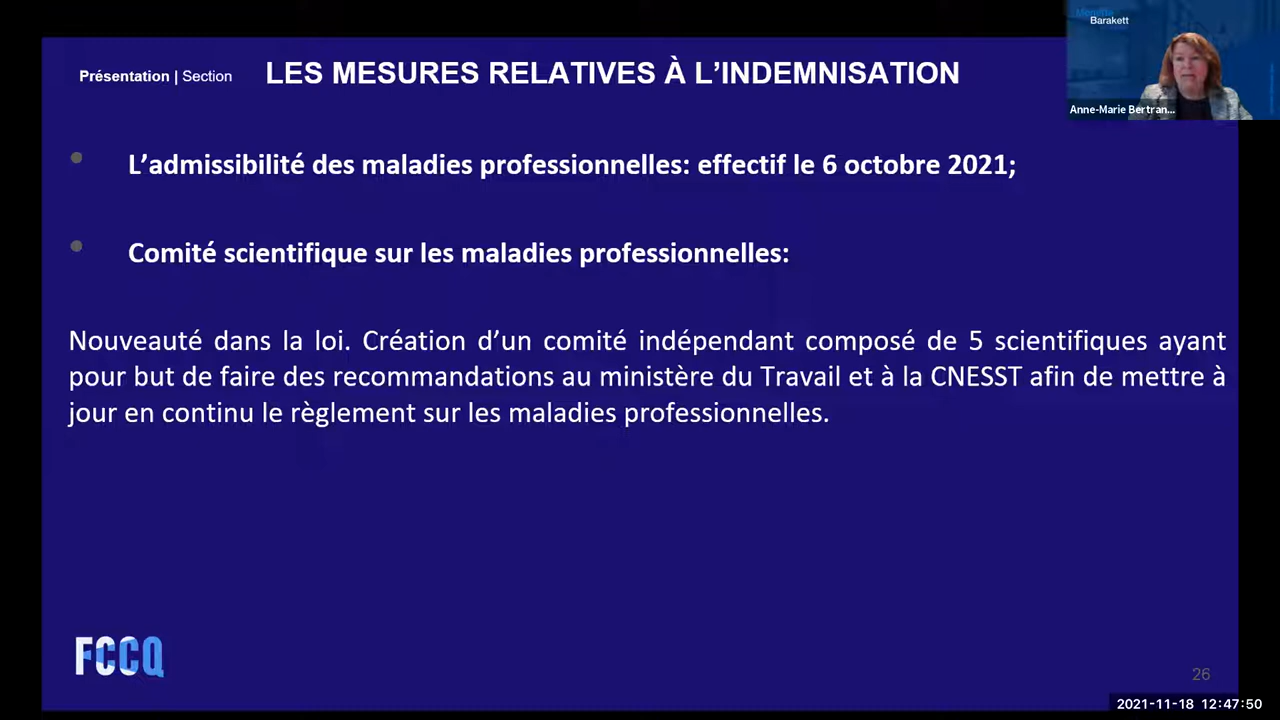 Présentation | Section
LES MESURES RELATIVES À L’INDEMNISATION
Barakett
Anne-Marie Bertran...
L’admissibilité des maladies professionnelles: effectif le 6 octobre 2021;
Comité scientifique sur les maladies professionnelles:
Nouveauté dans la loi. Création d’un comité indépendant composé de 5 scientifiques ayant
pour but de faire des recommandations au ministère du Travail et à la CNESST afin de mettre à
jour en continu le règlement sur les maladies professionnelles.
FCCQ
26
2021-11-18 12:47:50